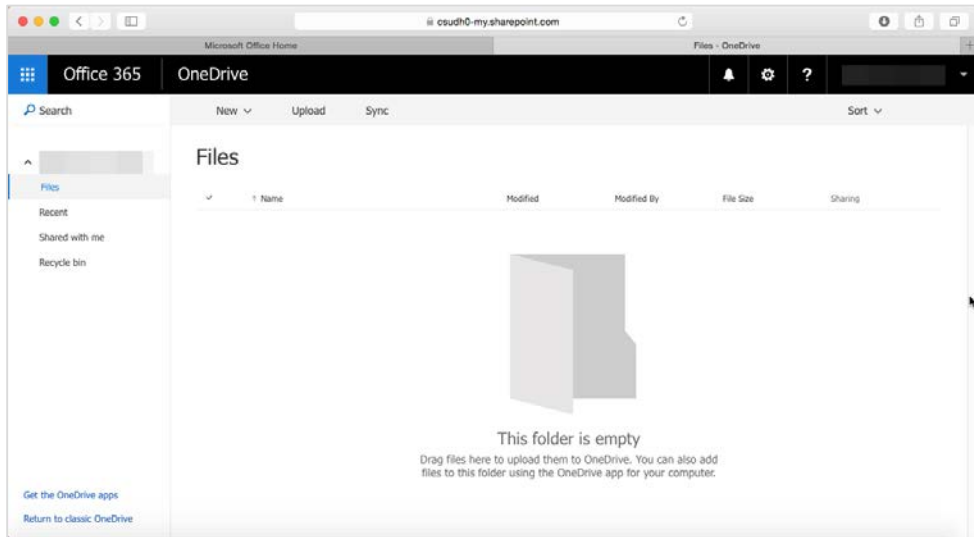 csudh0-my.sharepoint.com
Microsoft Office Home
Files - OneDrive
Office 365
OneDrive
?
Search
New
Upload
Sync
Sort
Files
Files
Recent
Shared with me
Recycle bin
Name
Modified
Modified By
File Size
Sharing
This folder is empty
Drag files here to upload them to OneDrive. You can also add
files to this folder using the OneDrive app for your computer.
Get the OneDrive apps
Return to classic OneDrive